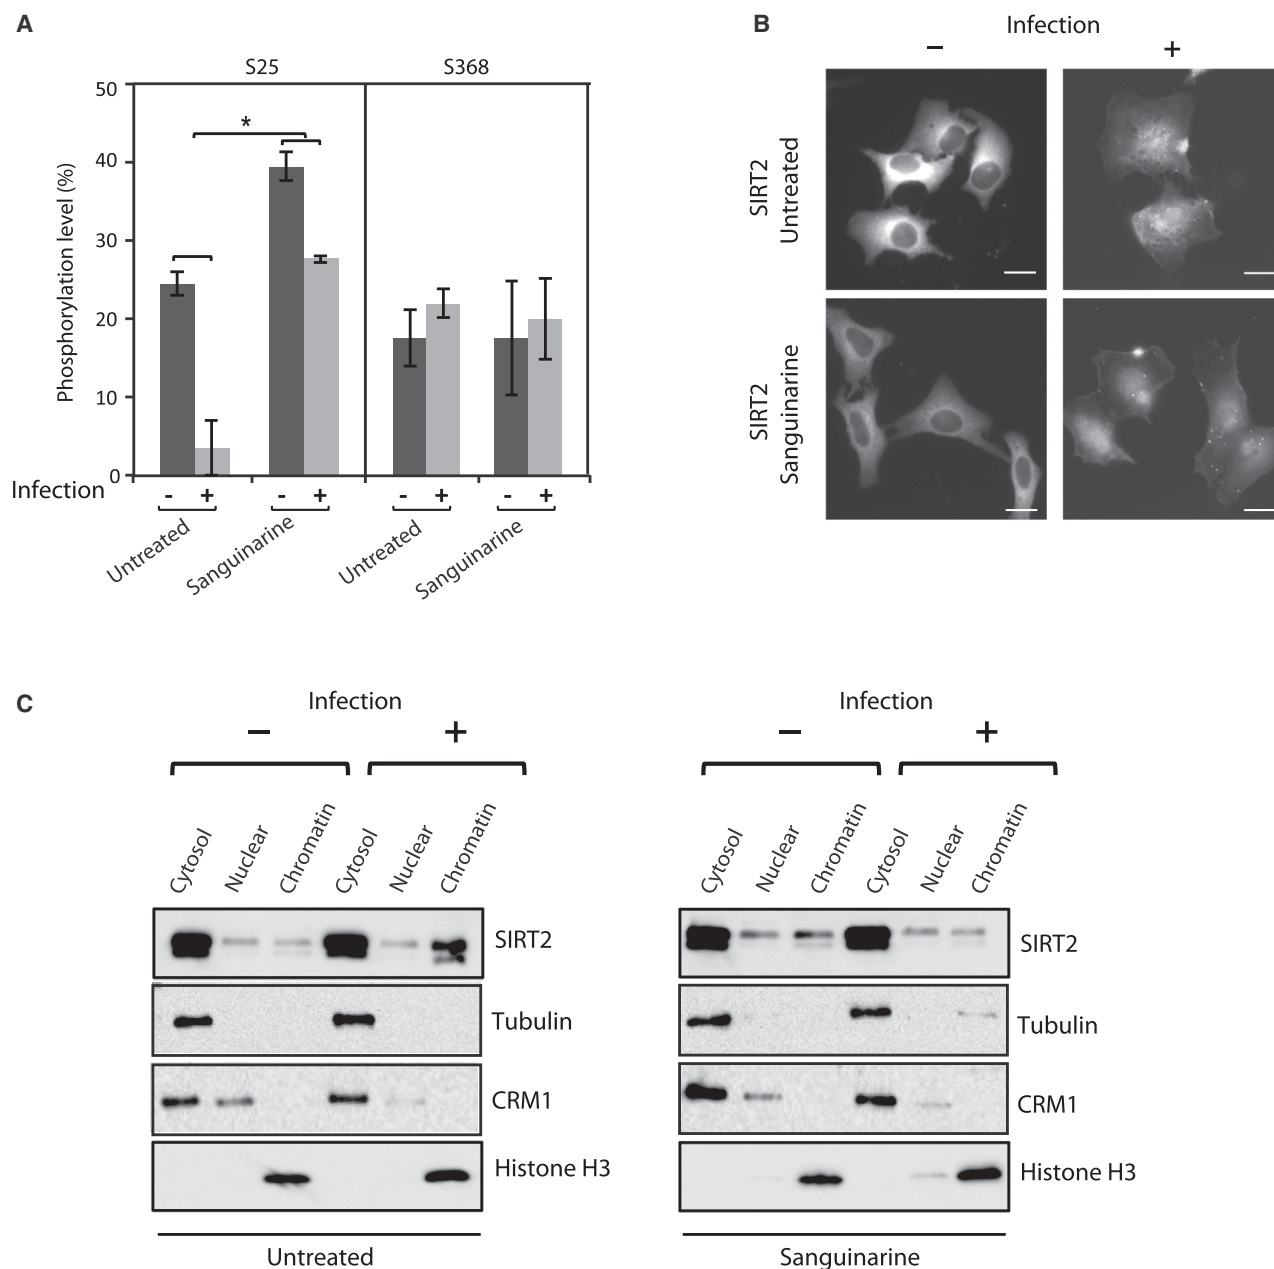 A
S25 S368
50
40
30
20
10
0
Phosphorylation level (%)
*
Infection - + - + - + - +
Untreated Sanguinarine Untreated Sanguinarine
B
Infection
− +
SIRT2
Untreated
SIRT2
Sanguinarine
C
Infection Infection
− + − +
Cytosol Nuclear Chromatin Cytosol Nuclear Chromatin Cytosol Nuclear Chromatin Cytosol Nuclear Chromatin
SIRT2 SIRT2
Tubulin Tubulin
CRM1 CRM1
Histone H3 Histone H3
Untreated Sanguinarine